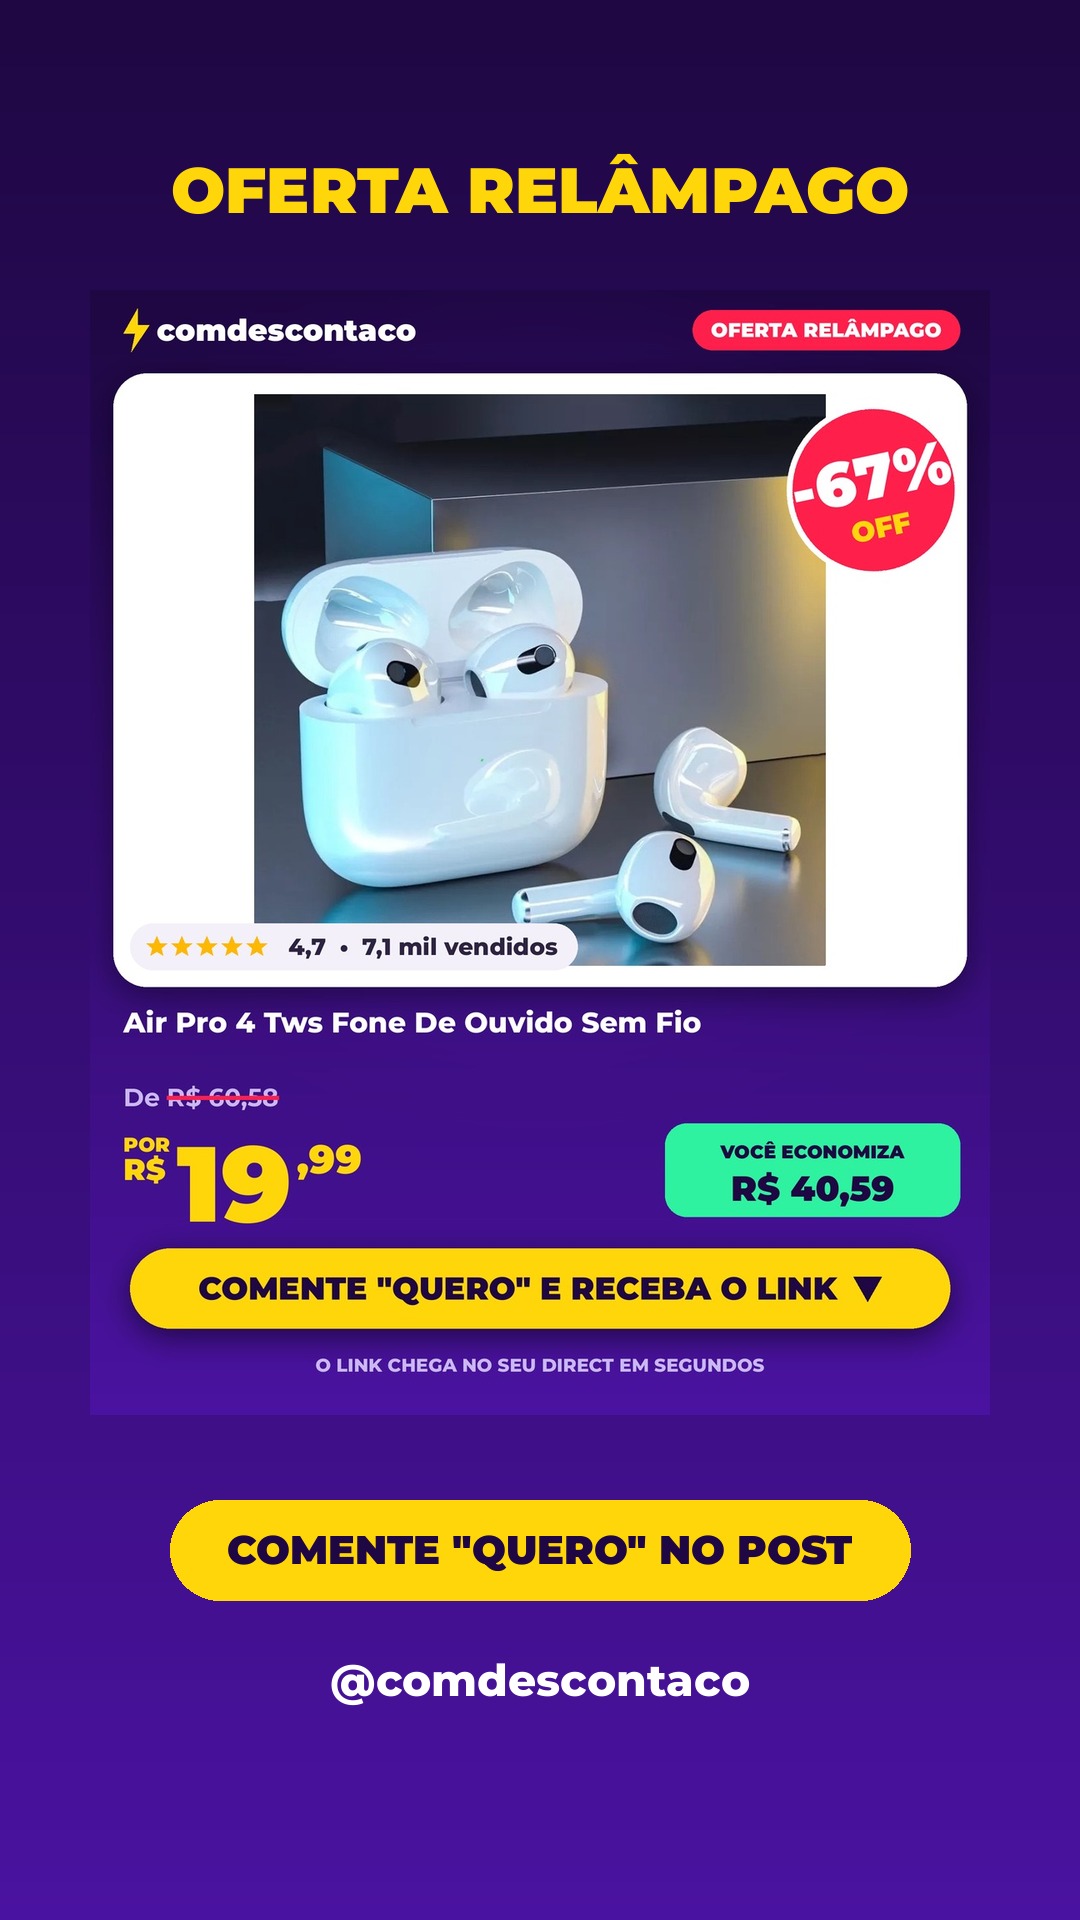 OFERTA RELÂMPAGO
comdescontaco
OFERTA RELÂMPAGO
-67%
OFF
4,7 • 7,1 mil vendidos
Air Pro 4 Tws Fone De Ouvido Sem Fio
De R$ 60,58
POR
R$ 19,99
VOCÊ ECONOMIZA
R$ 40,59
COMENTE "QUERO" E RECEBA O LINK ▼
O LINK CHEGA NO SEU DIRECT EM SEGUNDOS
COMENTE "QUERO" NO POST
@comdescontaco